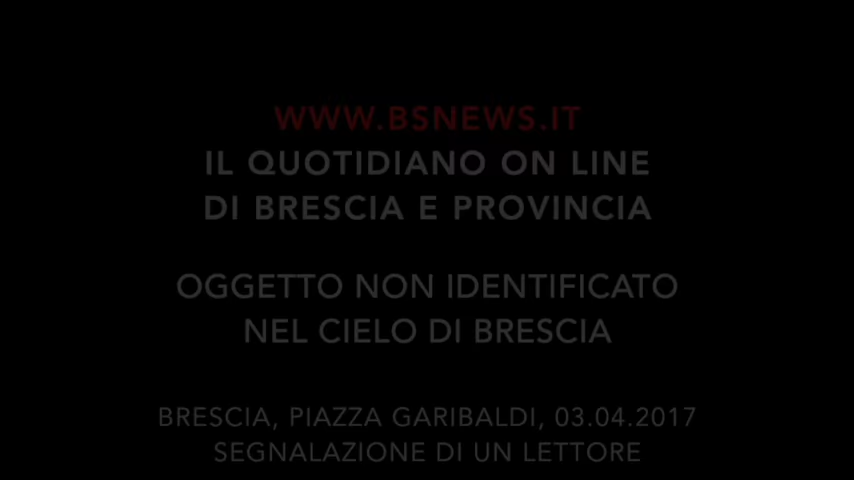 WWW.BSNEWS.IT
IL QUOTIDIANO ON LINE
DI BRESCIA E PROVINCIA
OGGETTO NON IDENTIFICATO
NEL CIELO DI BRESCIA
BRESCIA, PIAZZA GARIBALDI, 03.04.2017
SEGNALAZIONE DI UN LETTORE